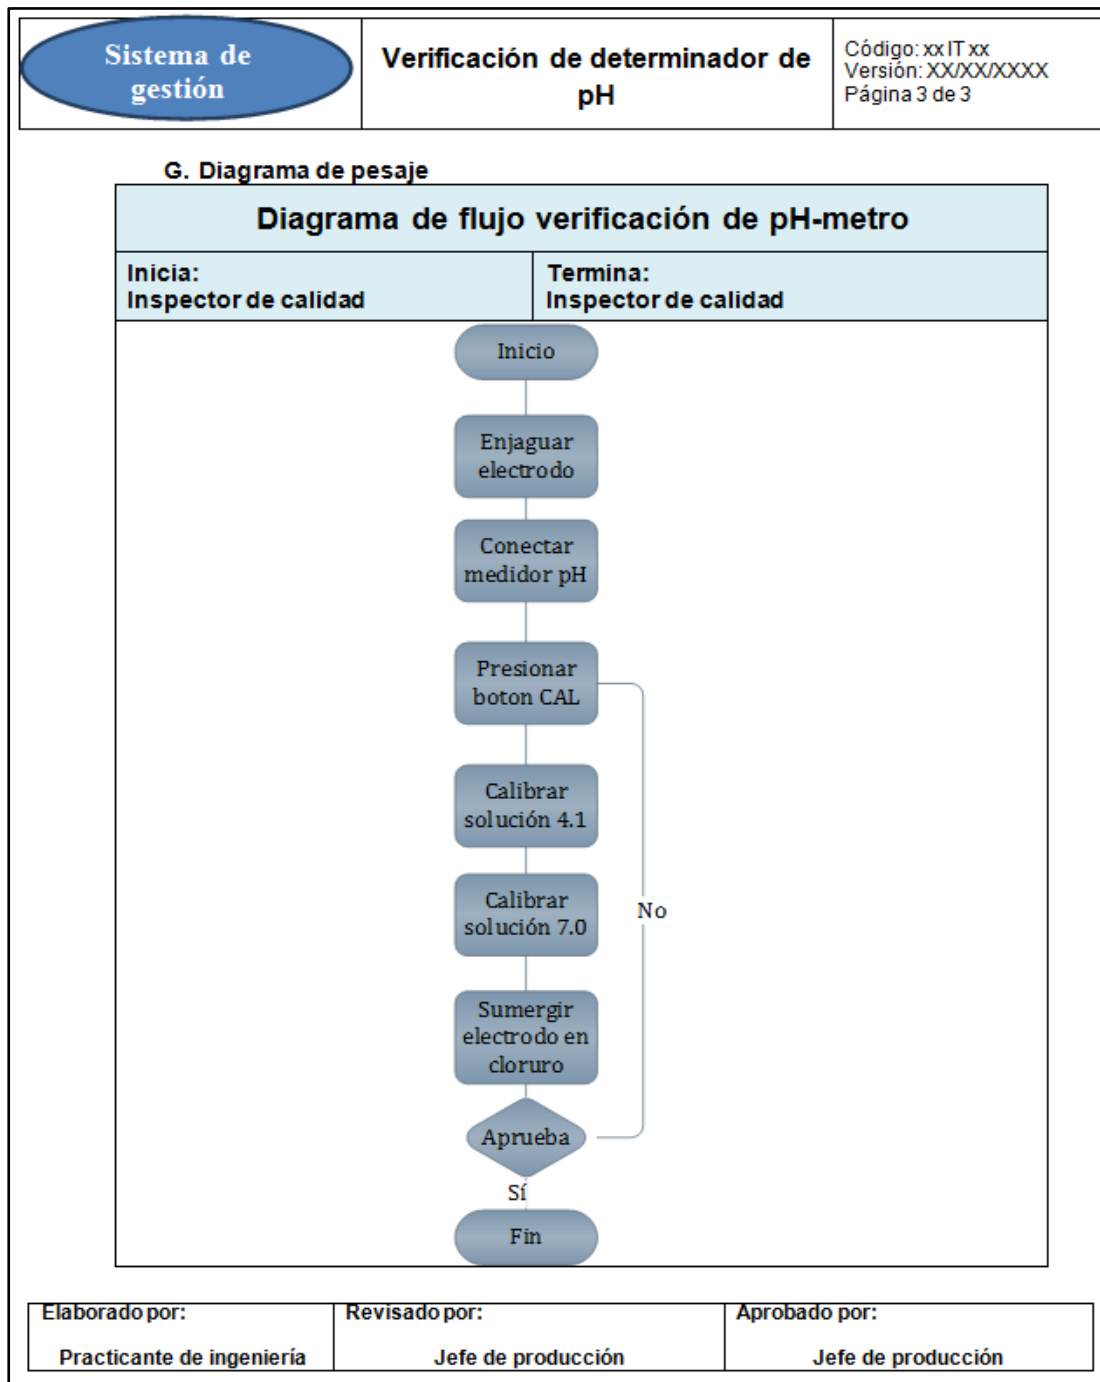 Sistema de
gestión
Verificación de determinador de
pH
Código: xx IT xx
Versión: XX/XX/XXXX
Página 3 de 3
G. Diagrama de pesaje
Diagrama de flujo verificación de pH-metro
Inicia:
Inspector de calidad
Termina:
Inspector de calidad
Inicio
Enjaguar
electrodo
Conectar
medidor pH
Presionar
boton CAL
Calibrar
solución 4.1
Calibrar
solución 7.0
No
Sumergir
electrodo en
cloruro
Aprueba
Sí
Fin
Elaborado por:
Practicante de ingeniería
Revisado por:
Jefe de producción
Aprobado por:
Jefe de producción